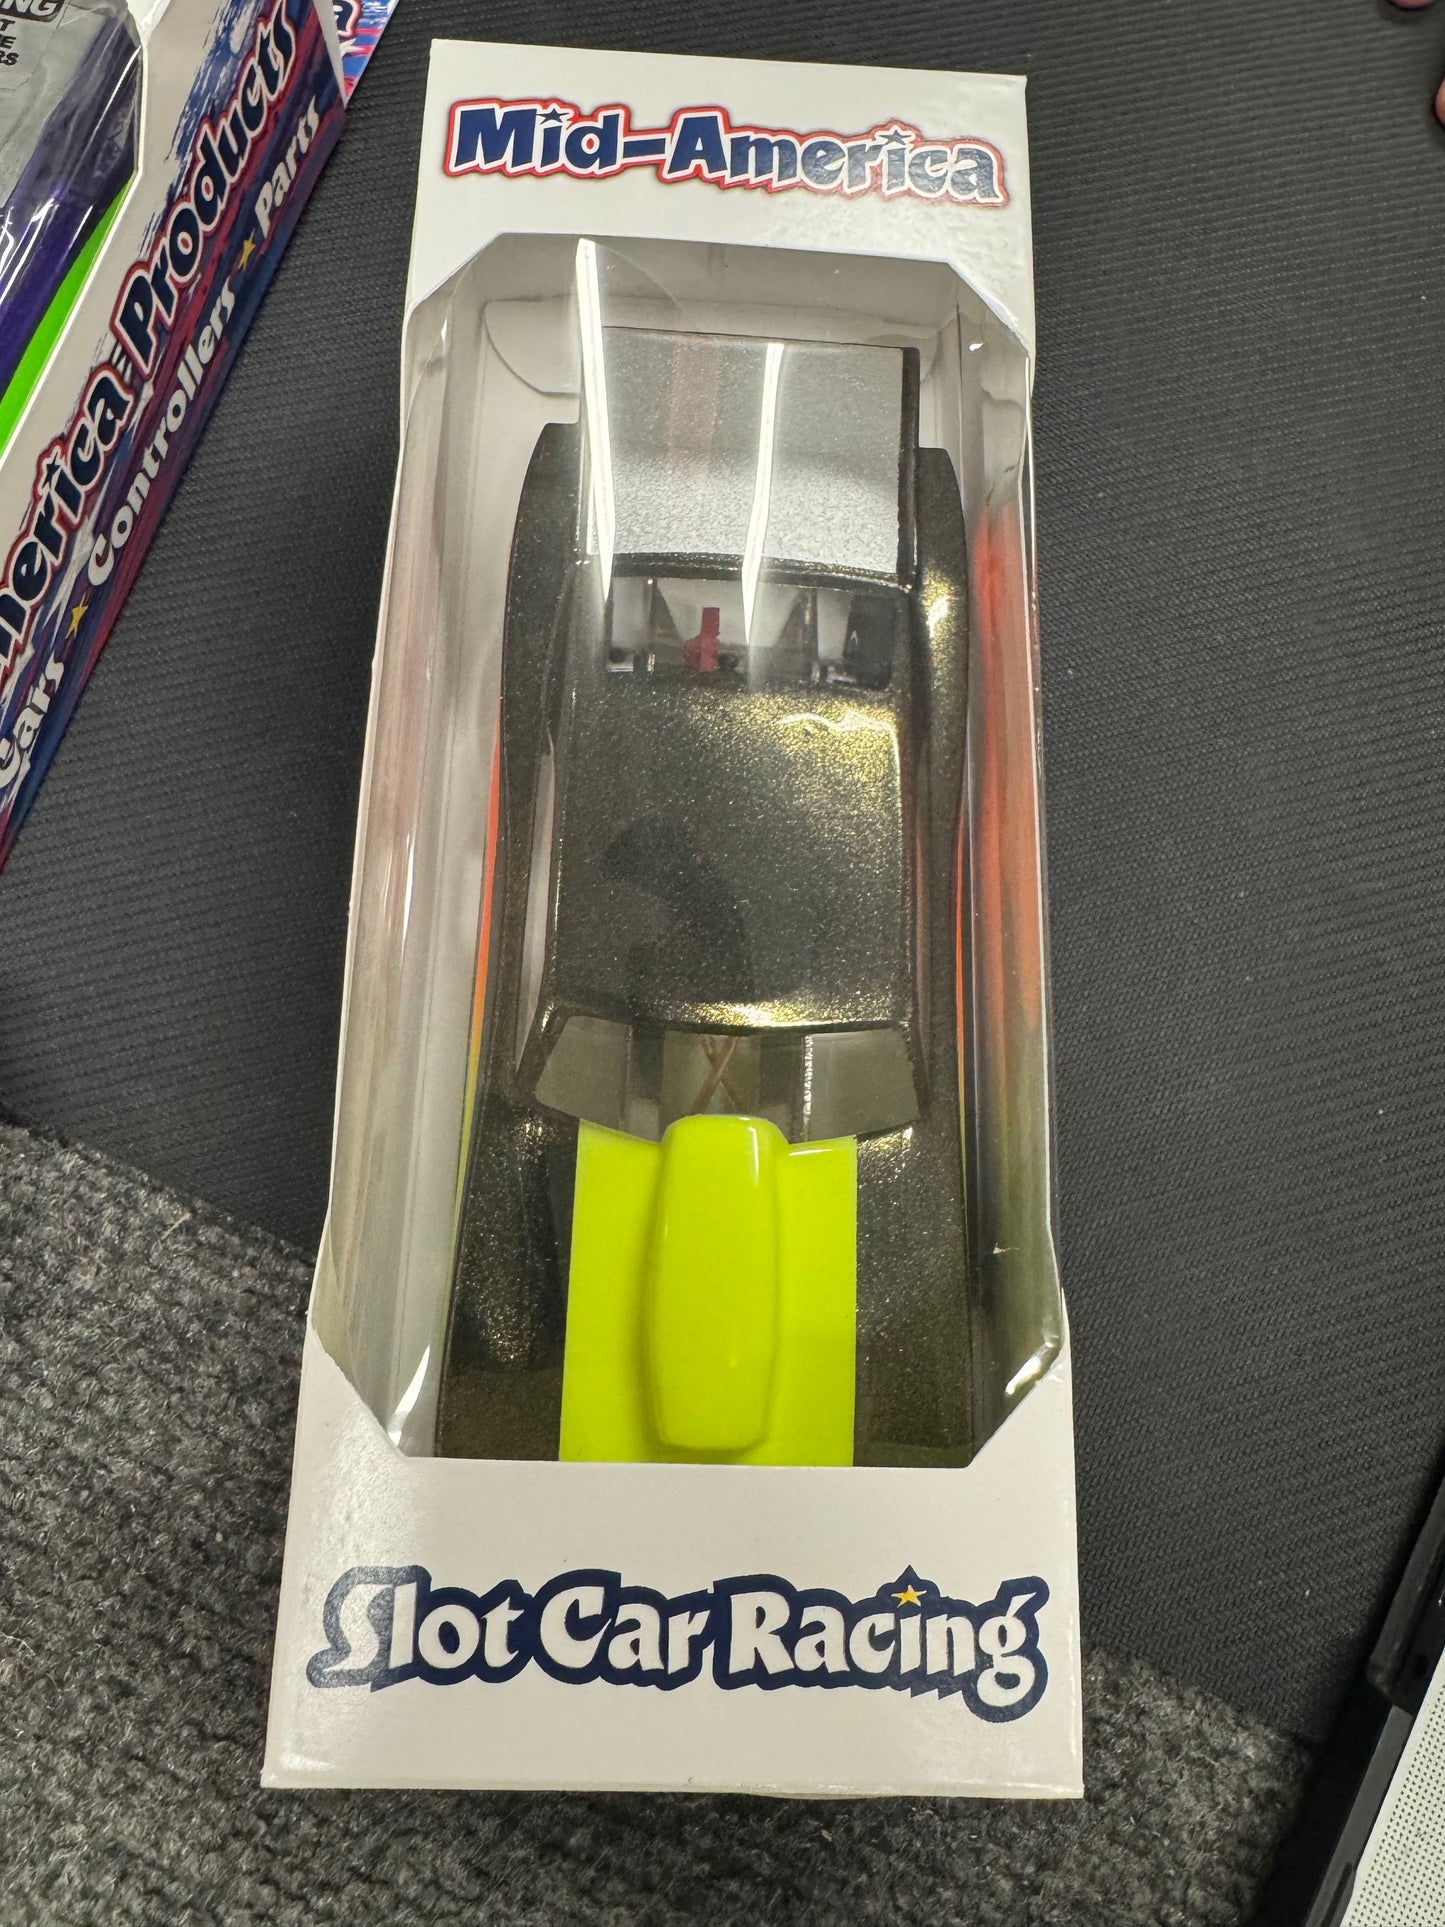 Mid-America
Slot Car Racing
America
Products
Cars ★ Controllers ★ Parts